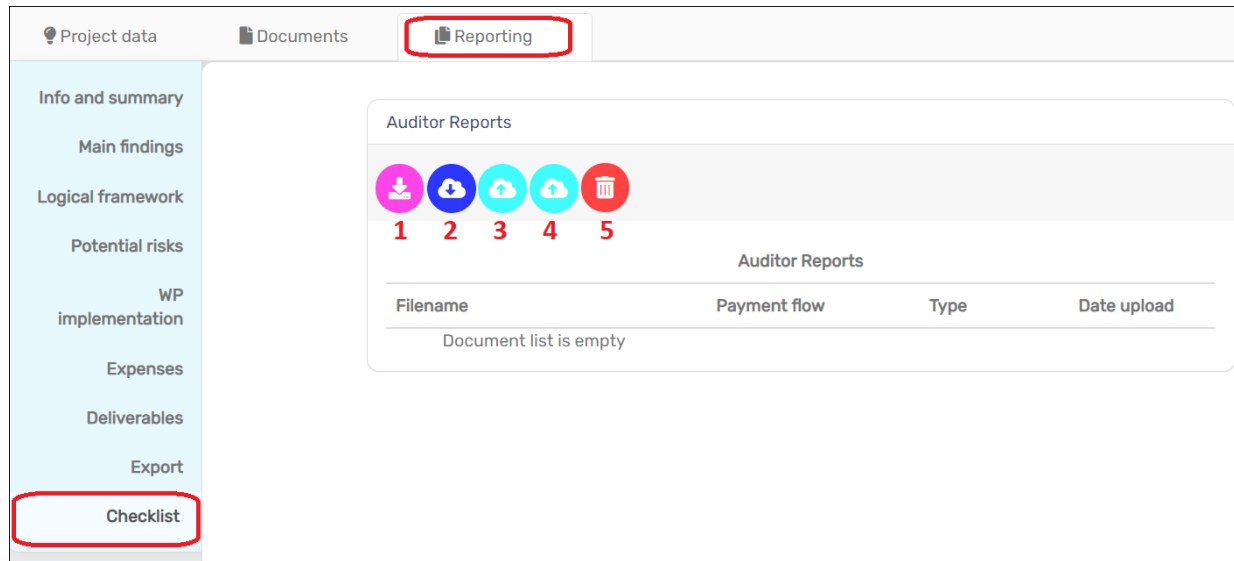 Project data
Documents
Reporting
Info and summary
Main findings
Logical framework
Potential risks
WP
implementation
Expenses
Deliverables
Export
Checklist
Auditor Reports
1 2 3 4 5
Auditor Reports
Filename Payment flow Type Date upload
Document list is empty